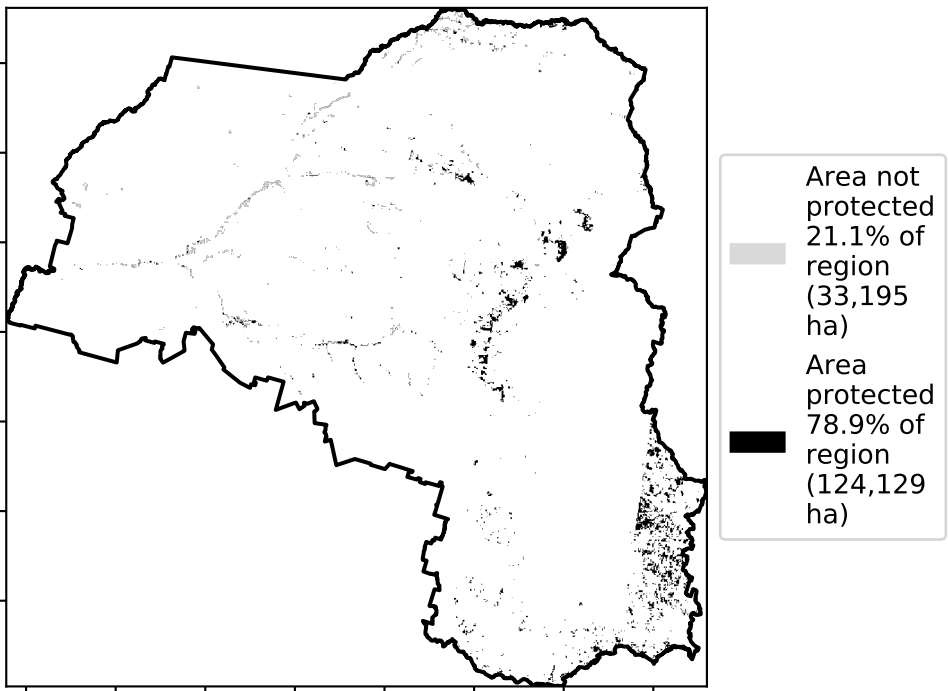 Area not
protected
21.1% of
region
(33,195
ha)
Area
protected
78.9% of
region
(124,129
ha)